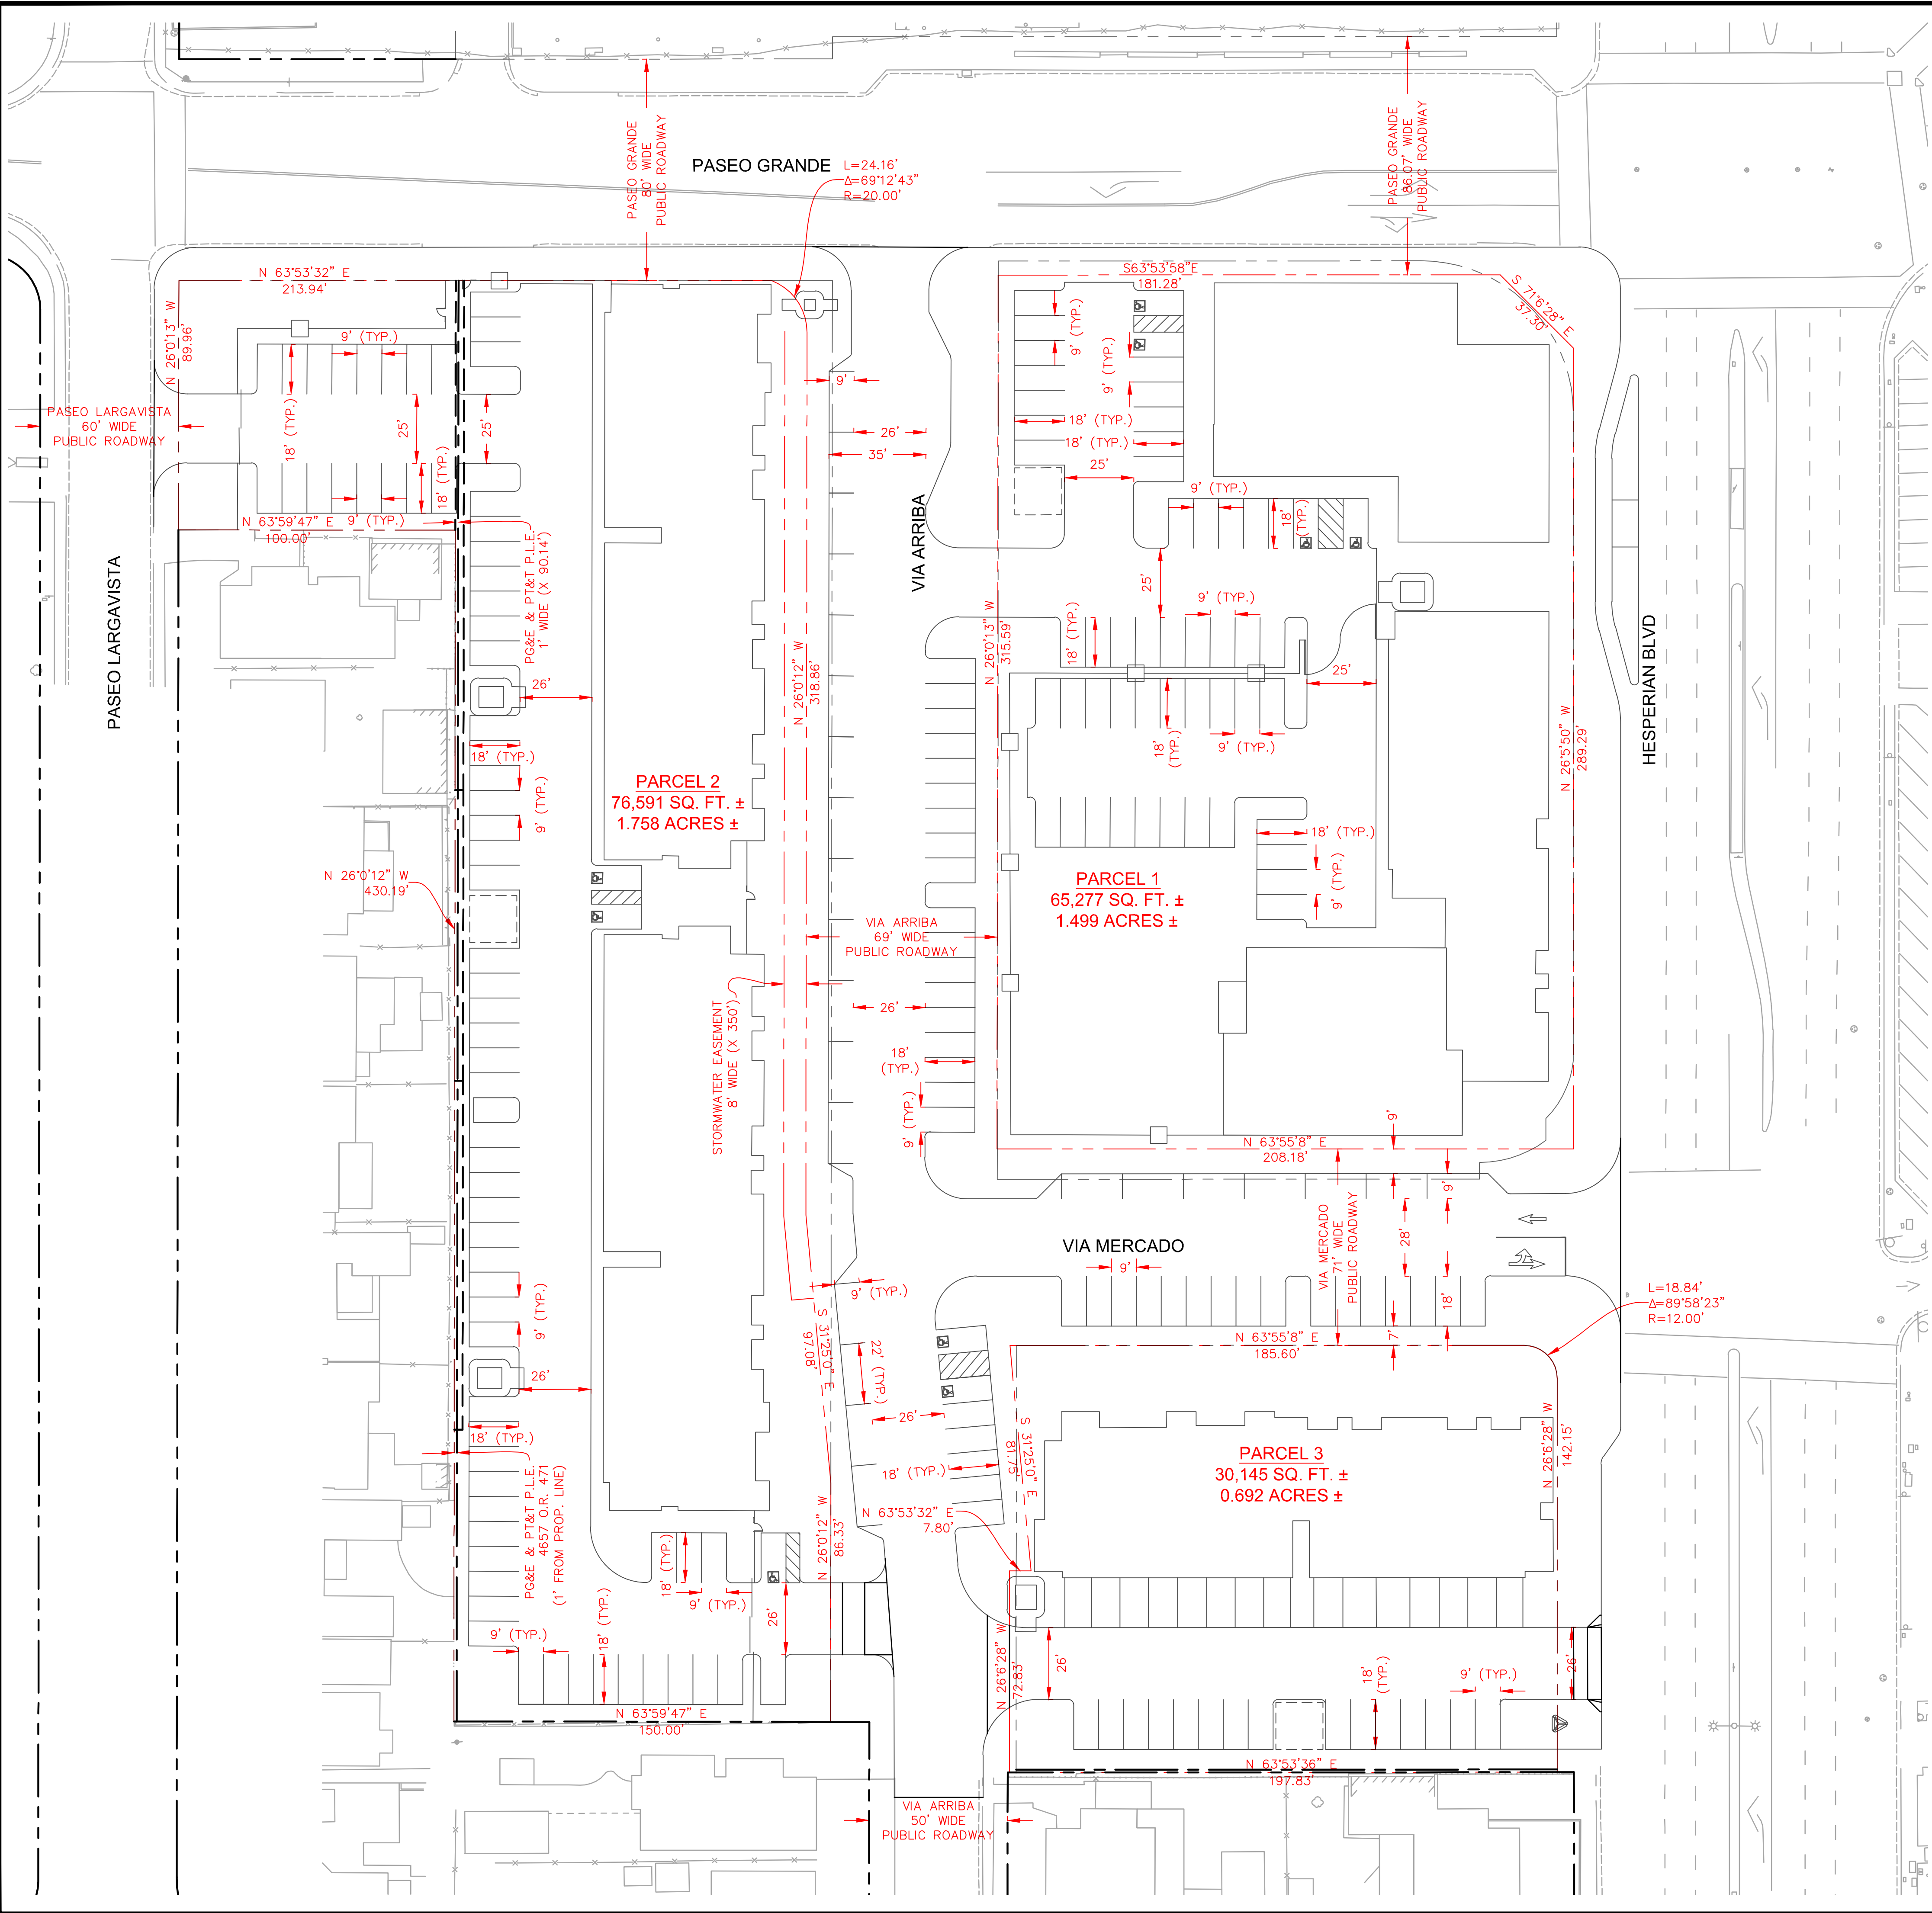 PASEO GRANDE
80' WIDE
PUBLIC ROADWAY
PASEO GRANDE
L=24.16'
Δ=69°12'43"
R=20.00'
PASEO GRANDE
86.07' WIDE
PUBLIC ROADWAY
N 63°53'32" E
213.94'
N 26°0'13" W
89.96'
9' (TYP.)
18' (TYP.)
25'
25'
18' (TYP.)
9' (TYP.)
PASEO LARGAVISTA
60' WIDE
PUBLIC ROADWAY
N 63°59'47" E
100.00'
PASEO LARGAVISTA
PG&E & PT&T P.L.E.
1' WIDE (X 90.14')
9'
26'
35'
VIA ARRIBA
S63°53'58"E
181.28'
S 71°6'28" E
37.30'
9' (TYP.)
9' (TYP.)
18' (TYP.)
18' (TYP.)
25'
9' (TYP.)
18'
(TYP.)
25'
9' (TYP.)
18' (TYP.)
N 26°0'13" W
315.59'
25'
18'
(TYP.)
9' (TYP.)
HESPERIAN BLVD
N 26°5'50" W
289.29'
26'
18' (TYP.)
9' (TYP.)
N 26°0'12" W
318.86'
PARCEL 2
76,591 SQ. FT. ±
1.758 ACRES ±
18' (TYP.)
9' (TYP.)
PARCEL 1
65,277 SQ. FT. ±
1.499 ACRES ±
N 26°0'12" W
430.19'
VIA ARRIBA
69' WIDE
PUBLIC ROADWAY
STORMWATER EASEMENT
8' WIDE (X 350')
26'
18'
(TYP.)
9' (TYP.)
N 63°55'8" E
208.18'
9'
9'
VIA MERCADO
VIA MERCADO
71' WIDE
PUBLIC ROADWAY
28'
9'
18'
7'
9' (TYP.)
9' (TYP.)
S 31°25'0" E
97.08'
22' (TYP.)
26'
18' (TYP.)
L=18.84'
Δ=89°58'23"
R=12.00'
N 63°55'8" E
185.60'
26'
18' (TYP.)
S 31°25'0" E
81.75'
N 26°6'28" W
142.15'
PARCEL 3
30,145 SQ. FT. ±
0.692 ACRES ±
N 63°53'32" E
7.80'
PG&E & PT&T P.L.E.
4657 O.R. 471
(1' FROM PROP. LINE)
N 26°0'12" W
86.33'
18' (TYP.)
9' (TYP.)
26'
9' (TYP.)
18' (TYP.)
N 26°6'28" W
72.83'
26'
18'
(TYP.)
9' (TYP.)
26'
N 63°59'47" E
150.00'
N 63°53'36" E
197.83'
VIA ARRIBA
50' WIDE
PUBLIC ROADWAY